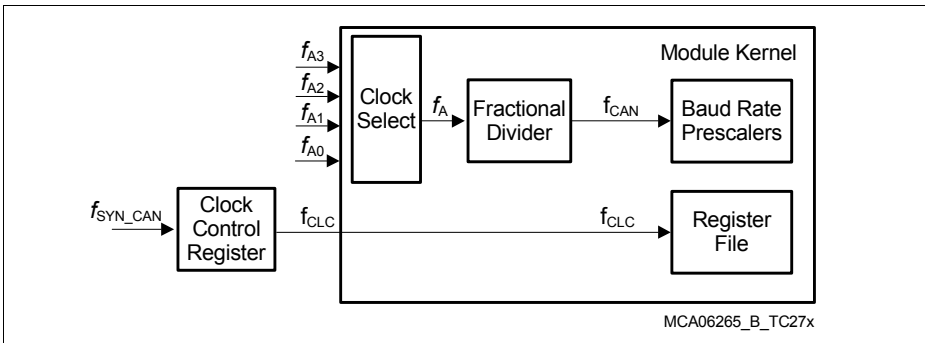 Module Kernel
fA3
fA2
fA1
fA0
Clock
Select
fA
Fractional
Divider
fCAN
Baud Rate
Prescalers
fSYN_CAN
Clock
Control
Register
fCLC
fCLC
Register
File
MCA06265_B_TC27x